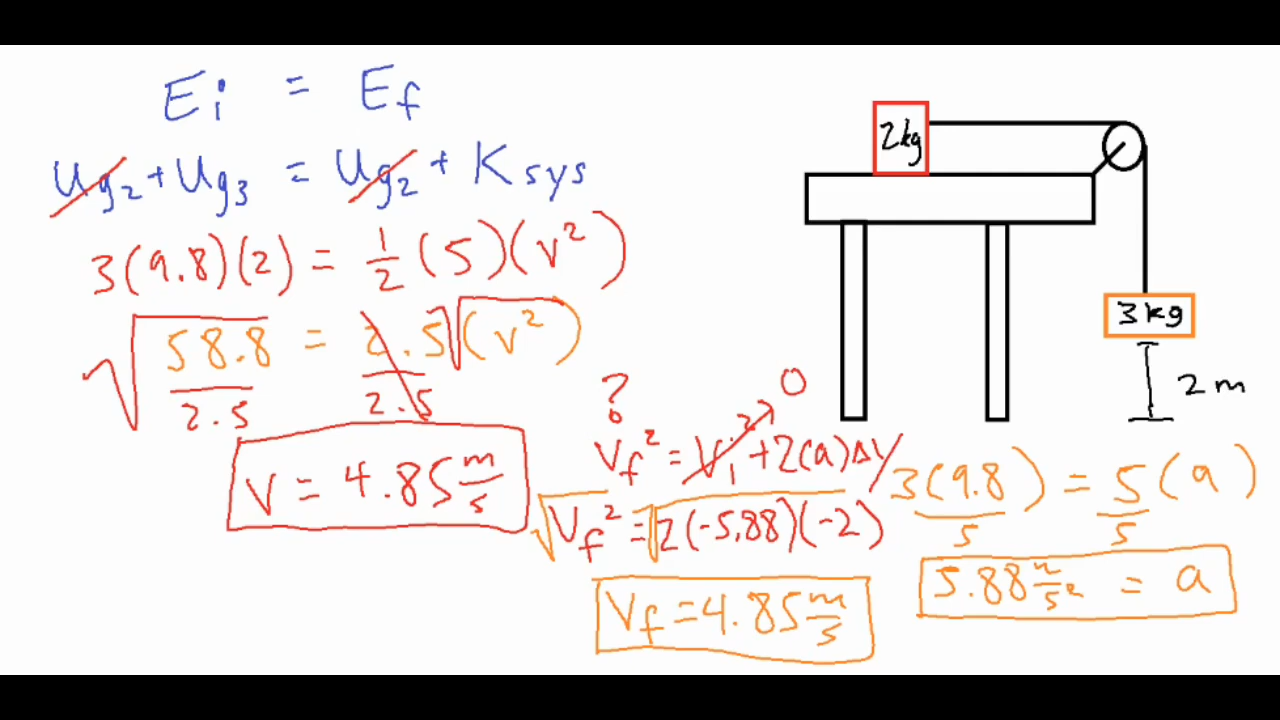 Ei = Ef
Ug2 + Ug3 = Ug2 + Ksys
3(9.8)(2) = 1/2 (5)(v²)
√58.8/2.5 = 2.5/2.5 √(v²)
v = 4.85 m/s
2kg
3kg
2m
?
0
Vf² = Vi² + 2(a)Δy
√Vf² = √2(-5.88)(-2)
Vf = 4.85 m/s
3(9.8)/5 = 5/5 (a)
5.88 m/s² = a